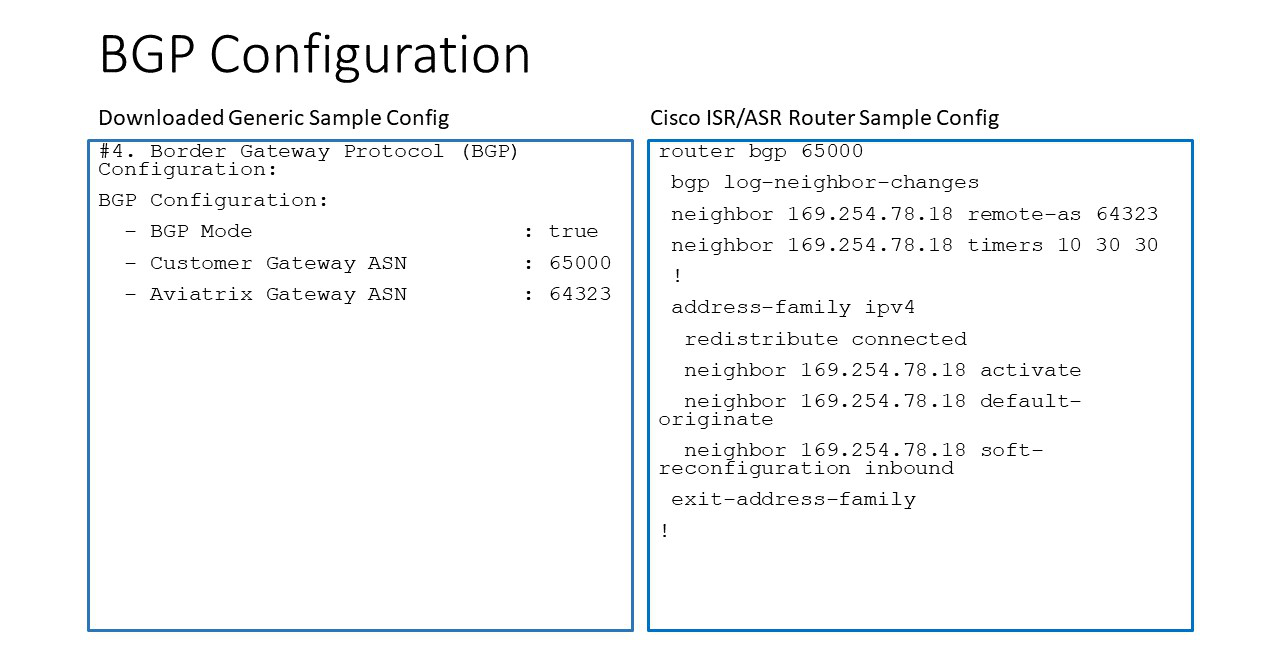 BGP Configuration
Downloaded Generic Sample Config
#4. Border Gateway Protocol (BGP)
Configuration:
BGP Configuration:
- BGP Mode : true
- Customer Gateway ASN : 65000
- Aviatrix Gateway ASN : 64323
Cisco ISR/ASR Router Sample Config
router bgp 65000
bgp log-neighbor-changes
neighbor 169.254.78.18 remote-as 64323
neighbor 169.254.78.18 timers 10 30 30
!
address-family ipv4
redistribute connected
neighbor 169.254.78.18 activate
neighbor 169.254.78.18 default-
originate
neighbor 169.254.78.18 soft-
reconfiguration inbound
exit-address-family
!